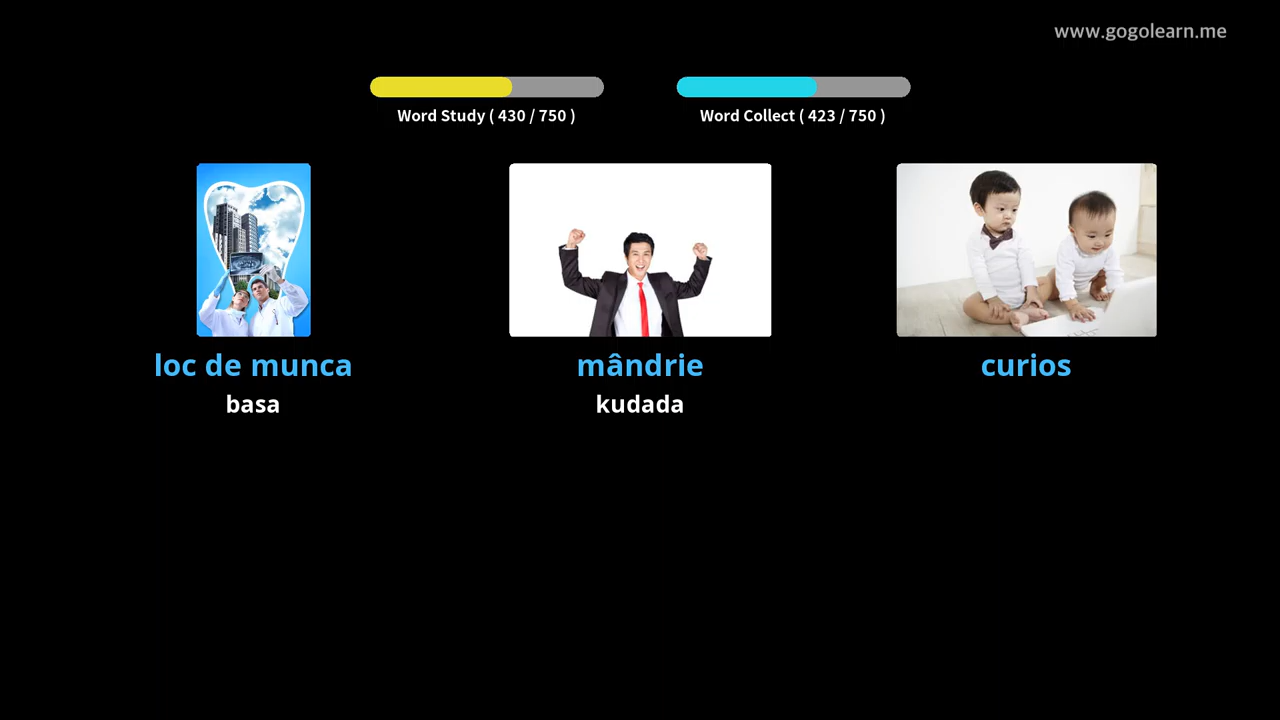 www.gogolearn.me
Word Study ( 430 / 750 )
Word Collect ( 423 / 750 )
loc de munca
mândrie
curios
basa
kudada